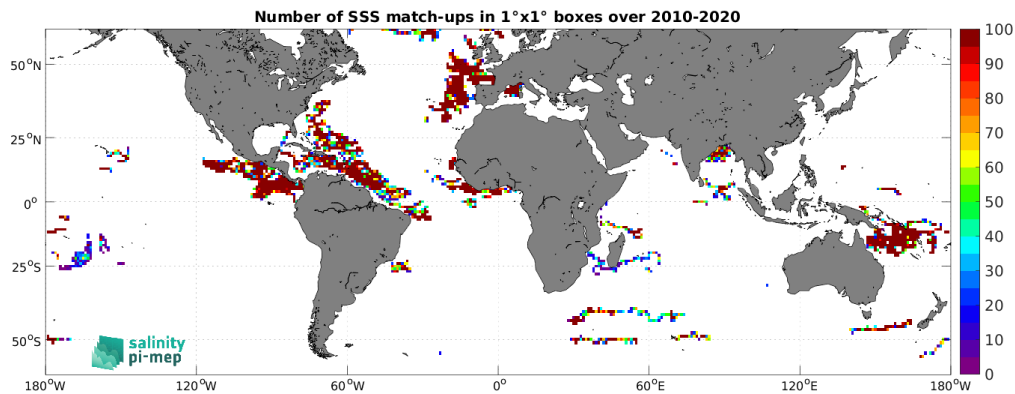 Number of SSS match-ups in 1°x1° boxes over 2010-2020
50°N
25°N
0°
25°S
50°S
180°W
120°W
60°W
0°
60°E
120°E
180°W
100
90
80
70
60
50
40
30
20
10
0
salinity
pi-mep